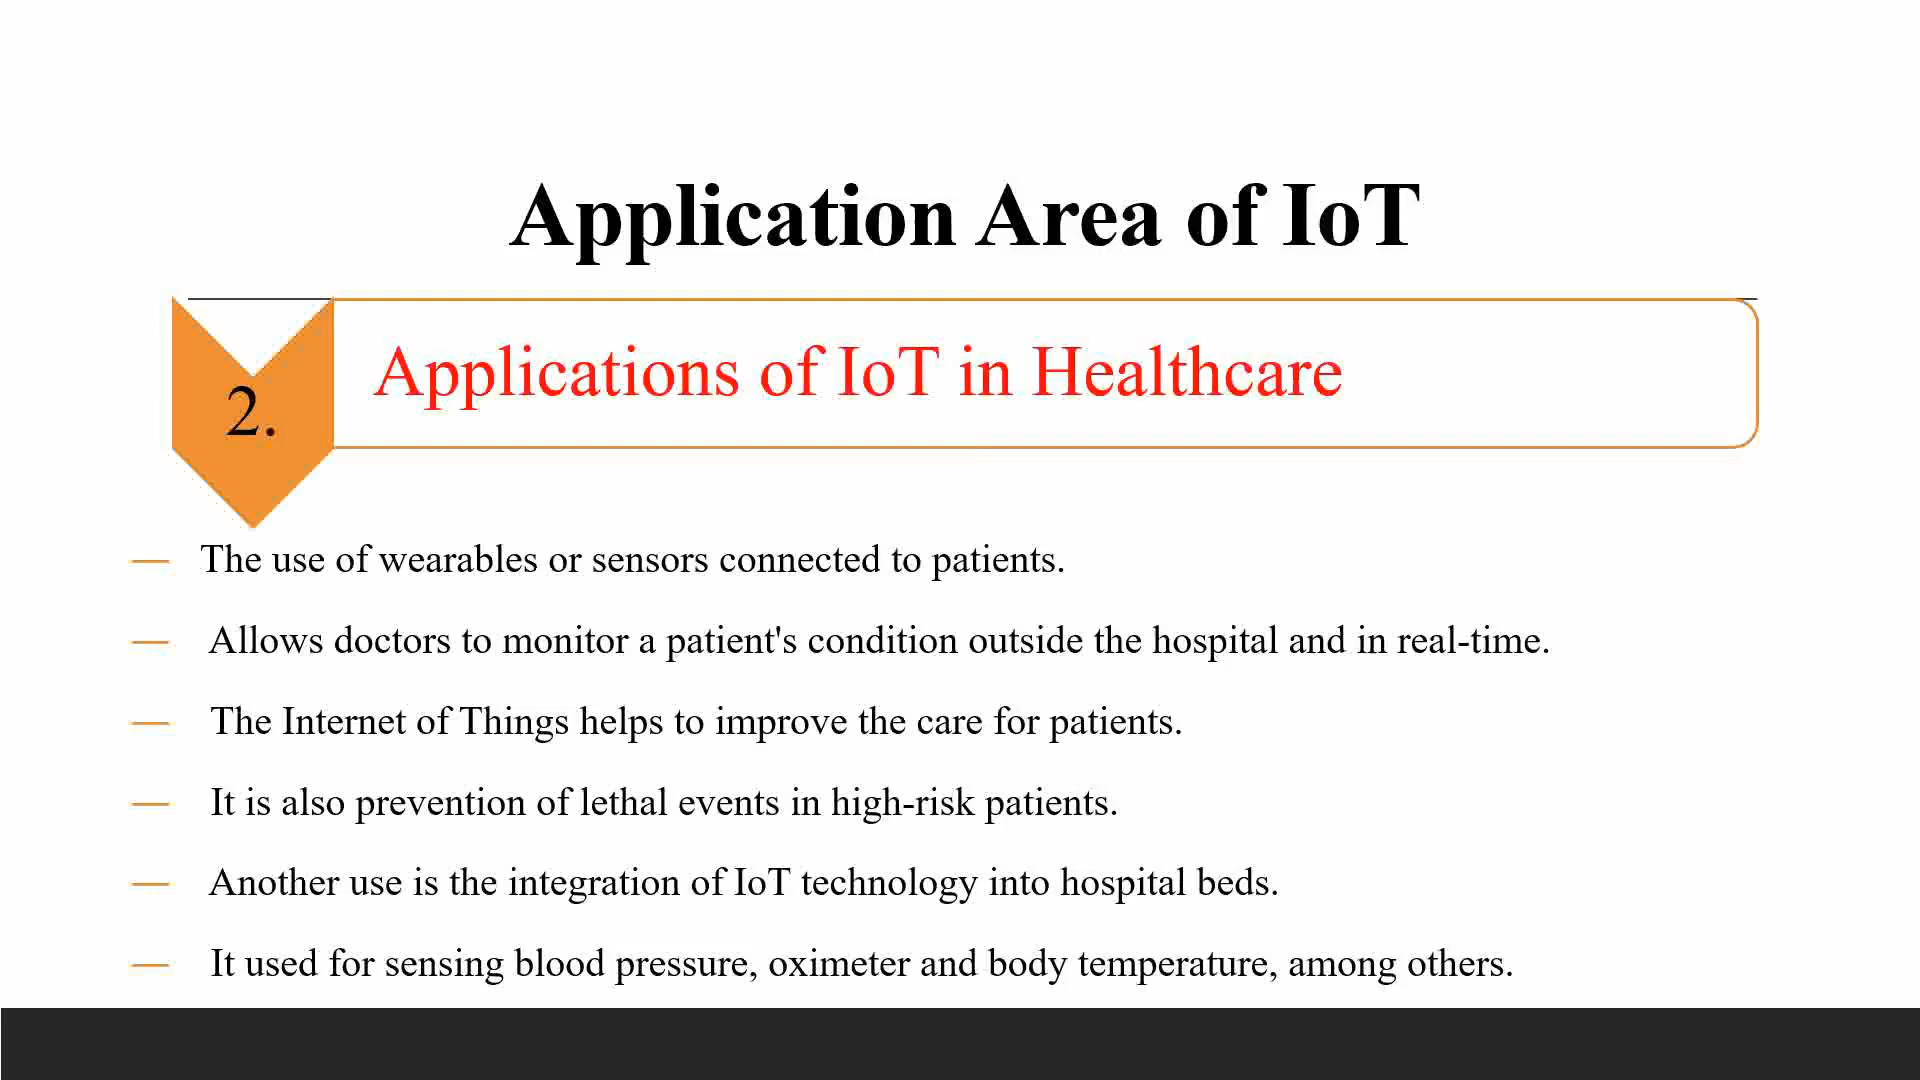 Application Area of IoT
2.
Applications of IoT in Healthcare
— The use of wearables or sensors connected to patients.
— Allows doctors to monitor a patient's condition outside the hospital and in real-time.
— The Internet of Things helps to improve the care for patients.
— It is also prevention of lethal events in high-risk patients.
— Another use is the integration of IoT technology into hospital beds.
— It used for sensing blood pressure, oximeter and body temperature, among others.